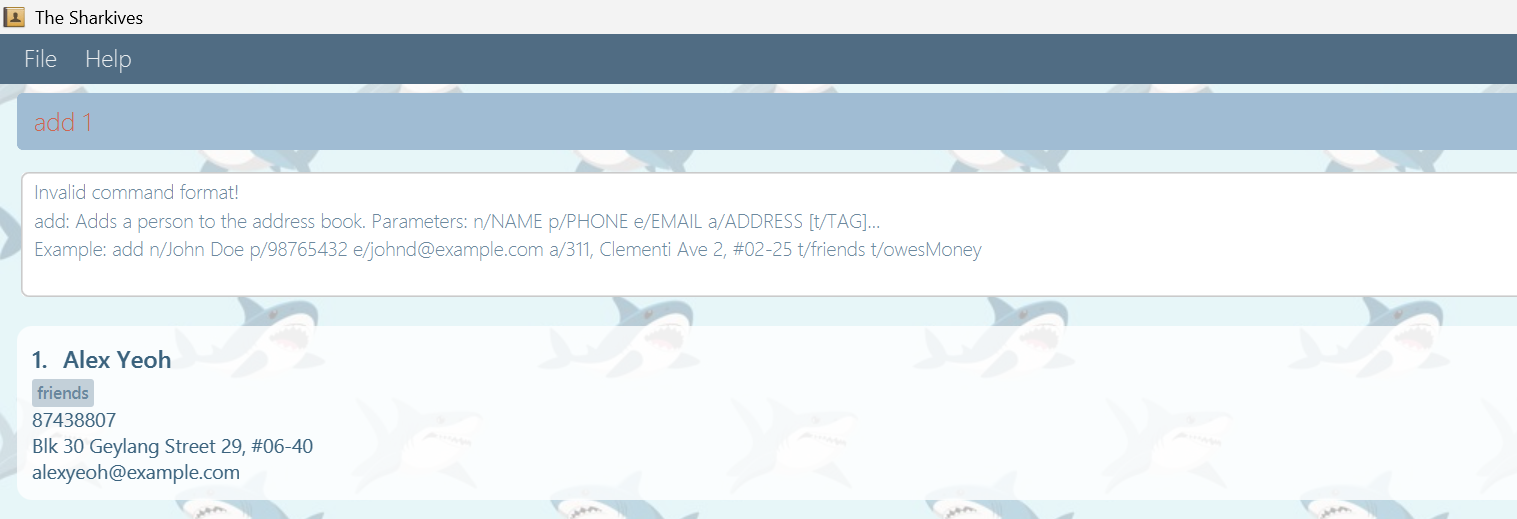 The Sharkives
File Help
add 1
Invalid command format!
add: Adds a person to the address book. Parameters: n/NAME p/PHONE e/EMAIL a/ADDRESS [t/TAG]...
Example: add n/John Doe p/98765432 e/johnd@example.com a/311, Clementi Ave 2, #02-25 t/friends t/owesMoney
1. Alex Yeoh
friends
87438807
Blk 30 Geylang Street 29, #06-40
alexyeoh@example.com